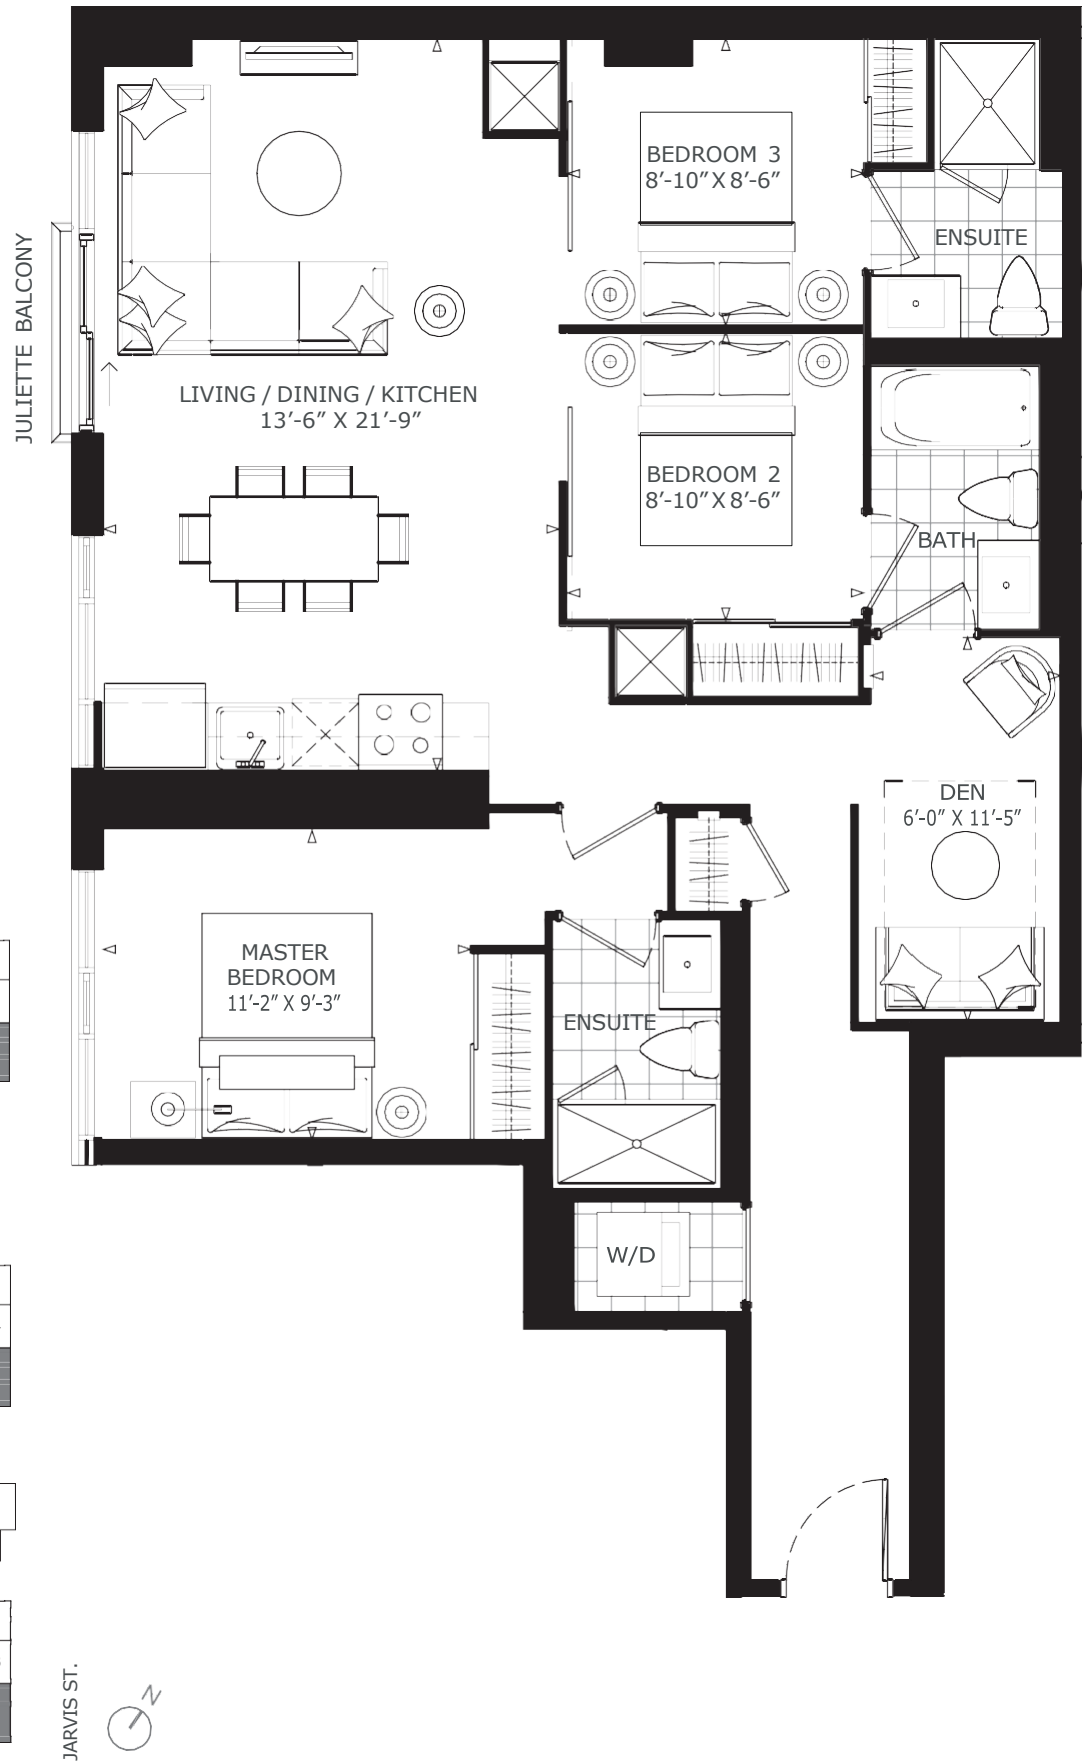 BEDROOM 3
8'-10" X 8'-6"
ENSUITE
JULIETTE BALCONY
LIVING / DINING / KITCHEN
13'-6" X 21'-9"
BEDROOM 2
8'-10" X 8'-6"
BATH
DEN
6'-0" X 11'-5"
MASTER
BEDROOM
11'-2" X 9'-3"
ENSUITE
W/D
JARVIS ST.
N